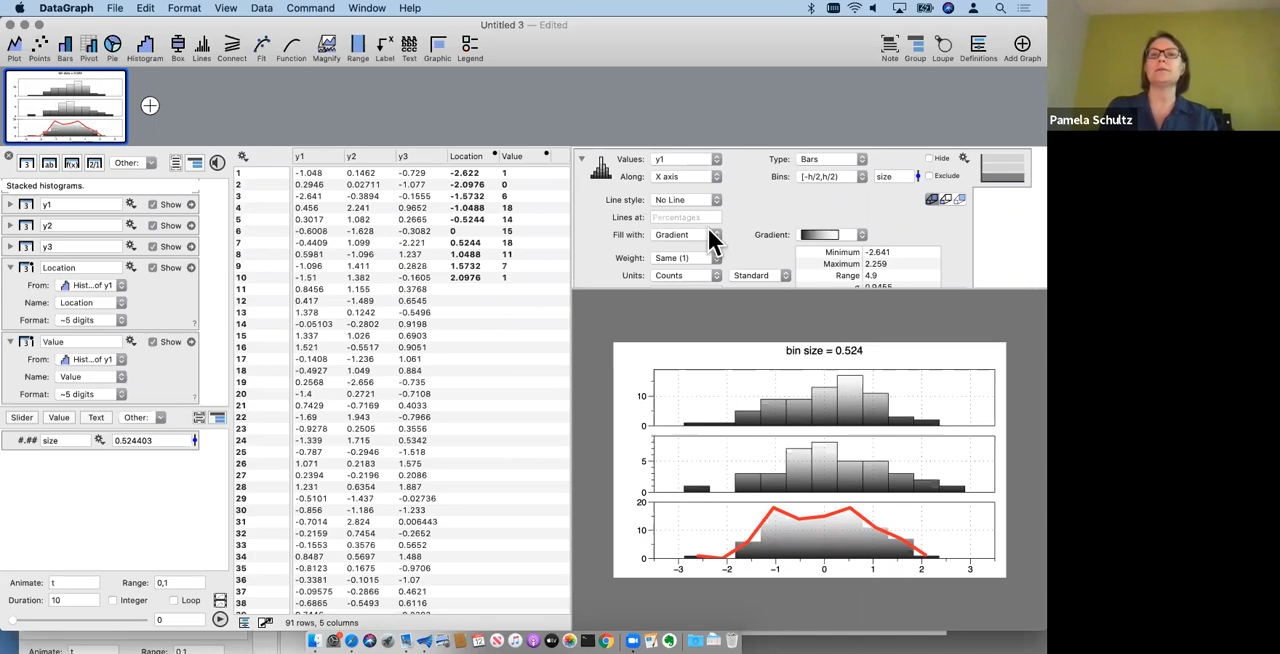 DataGraph File Edit Format View Data Command Window Help
Untitled 3 — Edited
Plot Points Bars Pivot Pie Histogram Box Lines Connect Fit Function Magnify Range Label Text Graphic Legend Note Group Loupe Definitions Add Graph
Pamela Schultz
Other:
Stacked histograms.
y1 Show
y2 Show
y3 Show
Location Show
From: Hist...of y1
Name: Location
Format: ~5 digits ?
Value Show
From: Hist...of y1
Name: Value
Format: ~5 digits ?
Slider Value Text Other:
#.## size 0.524403
Animate: t Range: 0,1
Duration: 10 Integer Loop
0
y1 y2 y3 Location Value
1 -1.048 0.1462 -0.729 -2.622 1
2 0.2946 0.02711 -1.077 -2.0976 0
3 -2.641 -0.3894 -0.1555 -1.5732 6
4 0.456 2.241 0.9652 -1.0488 18
5 0.3017 1.082 0.2665 -0.5244 14
6 -0.6008 -1.628 -0.3082 0 15
7 -0.4409 1.099 -2.221 0.5244 18
8 0.5981 -1.096 1.237 1.0488 11
9 -1.096 1.411 0.2828 1.5732 7
10 -1.51 1.382 -0.1605 2.0976 1
11 0.8456 1.155 0.3768
12 0.417 -1.489 0.6545
13 1.378 0.1242 -0.5496
14 -0.05103 -0.2802 0.9198
15 1.337 1.026 0.6903
16 1.521 -0.5517 0.9051
17 -0.1408 -1.236 1.061
18 -0.4927 1.049 0.884
19 0.2568 -2.656 -0.735
20 -1.4 0.2721 -0.7108
21 0.7429 -0.7169 0.4033
22 -1.69 1.943 -0.7966
23 -0.9278 0.2505 0.3556
24 -1.339 1.715 0.5342
25 -0.787 -0.2946 -1.518
26 1.071 0.2183 1.575
27 0.2394 -0.2196 0.2086
28 1.231 0.6354 1.887
29 -0.5101 -1.437 -0.02736
30 -0.856 -1.186 -1.233
31 -0.7014 2.824 0.006443
32 -0.2159 0.7454 -0.2652
33 -0.1553 0.3576 0.5652
34 0.8487 0.5697 1.488
35 -0.8123 0.1675 -0.9706
36 -0.3381 -0.1015 -1.07
37 -0.09575 -0.2866 0.4621
38 -0.6865 -0.5493 0.6116
91 rows, 5 columns
Values: y1 Type: Bars Hide
Along: X axis Bins: [-h/2,h/2) size Exclude
Line style: No Line
Lines at: Percentages
Fill with: Gradient Gradient:
Weight: Same (1)
Units: Counts Standard
Minimum -2.641
Maximum 2.259
Range 4.9
bin size = 0.524
10
0
5
0
20
10
0
−3 −2 −1 0 1 2 3